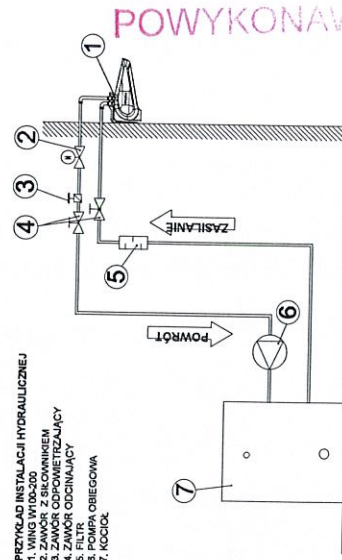 POWYKONAW
PRZYKŁAD INSTALACJI HYDRAULICZNEJ
1. WING W100-200
2. ZAWÓR Z SIŁOWNIKIEM
3. ZAWÓR ODPOWIETRZAJĄCY
4. ZAWÓR ODCINAJĄCY
5. FILTR
6. POMPA OBIEGOWA
7. KOCIOŁ
1
2
3
4
5
ZASILANIE
POWRÓT
6
7